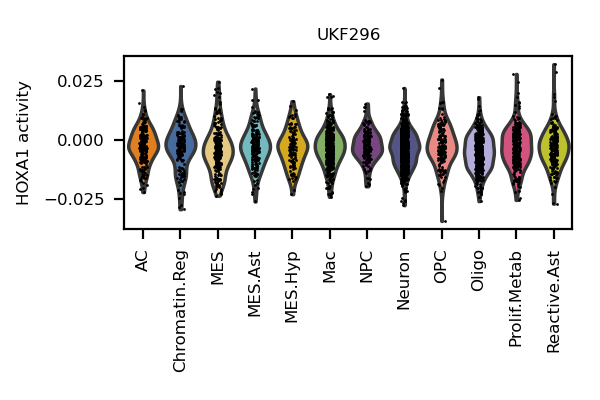 UKF296
HOXA1 activity
0.025
0.000
−0.025
AC
Chromatin.Reg
MES
MES.Ast
MES.Hyp
Mac
NPC
Neuron
OPC
Oligo
Prolif.Metab
Reactive.Ast